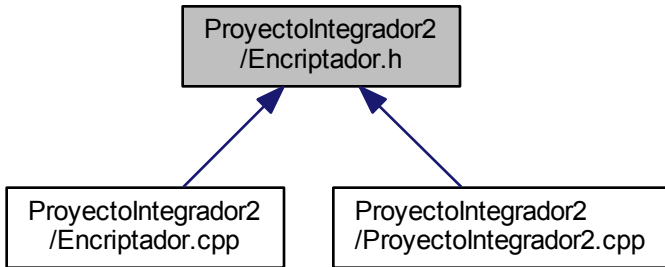 ProyectoIntegrador2
/Encriptador.h
ProyectoIntegrador2
/Encriptador.cpp
ProyectoIntegrador2
/ProyectoIntegrador2.cpp